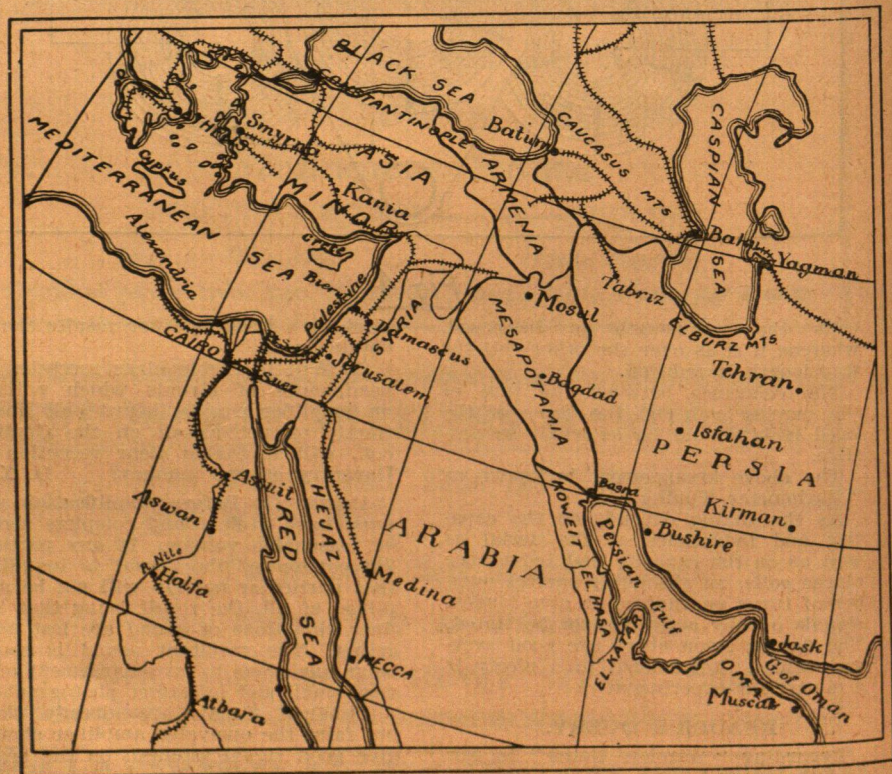 BLACK SEA
CONSTANTINOPLE
Batum
CAUCASUS MTS
CASPIAN SEA
Smyrna
ASIA MINOR
ARMENIA
MEDITERRANEAN SEA
Cyprus
Kania
Crete
Alexandria
Baku
Yagman
Tabriz
Mosul
ELBURZ MTS
Palestine
SYRIA
Damascus
MESAPOTAMIA
CAIRO
Jerusalem
Suez
Bagdad
Tehran
Isfahan
PERSIA
Assuit
Basra
KOWEIT
Kirman
Aswan
RED SEA
HEJAZ
ARABIA
Persian Gulf
Bushire
R. Nile
Halfa
Medina
EL HASA
EL KATAR
MECCA
Jask
G. of Oman
OMAN
Muscat
Atbara